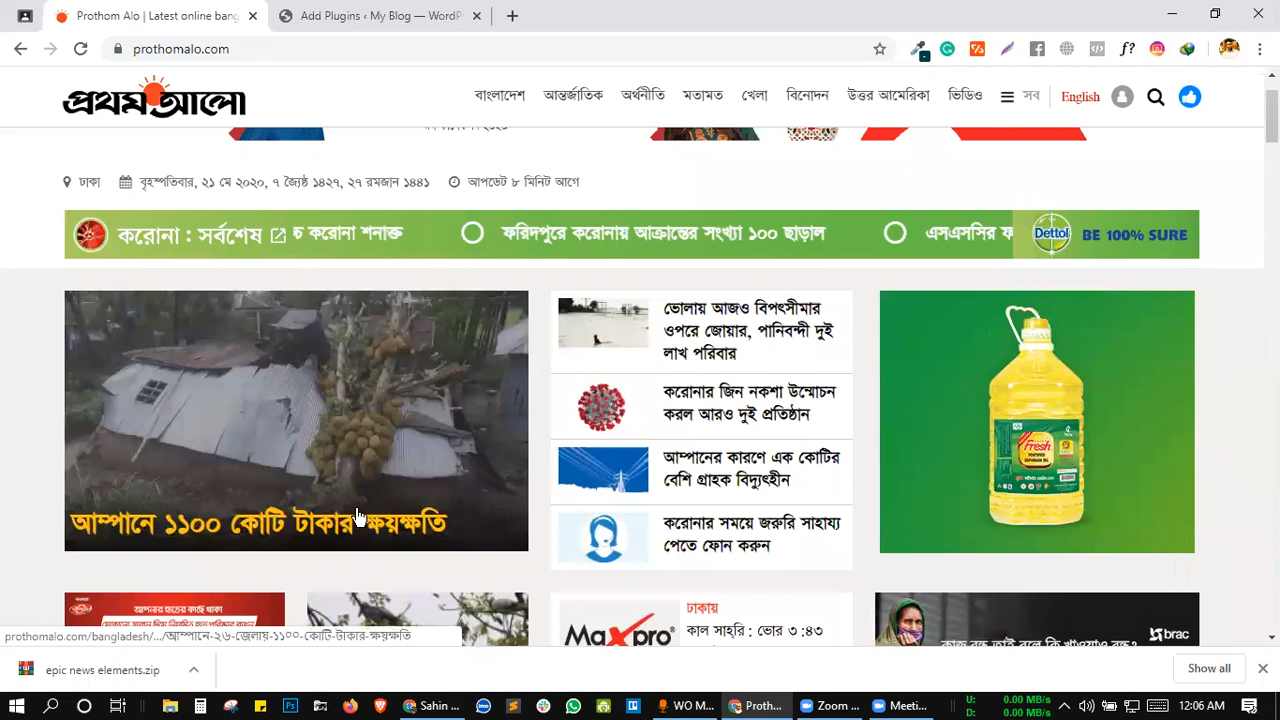 Prothom Alo | Latest online bang
Add Plugins ‹ My Blog — WordP
prothomalo.com
প্রথম আলো
বাংলাদেশ আন্তর্জাতিক অর্থনীতি মতামত খেলা বিনোদন উত্তর আমেরিকা ভিডিও সব English
ঢাকা বৃহস্পতিবার, ২১ মে ২০২০, ৭ জ্যৈষ্ঠ ১৪২৭, ২৭ রমজান ১৪৪১ আপডেট ৮ মিনিট আগে
করোনা : সর্বশেষ
করোনা শনাক্ত ফরিদপুরে করোনায় আক্রান্তের সংখ্যা ১০০ ছাড়াল এসএসসির
Dettol BE 100% SURE
আম্পানে ১১০০ কোটি টাকার ক্ষয়ক্ষতি
ভোলায় আজও বিপৎসীমার
ওপরে জোয়ার, পানিবন্দী দুই
লাখ পরিবার
করোনার জিন নকশা উন্মোচন
করল আরও দুই প্রতিষ্ঠান
আম্পানের কারণে এক কোটির
বেশি গ্রাহক বিদ্যুৎহীন
করোনার সময়ে জরুরি সাহায্য
পেতে ফোন করুন
Fresh
আপনার হাতের কাছে থাকা
MaXpro
ঢাকায়
কাল সাহরি : ভোর ৩:৪৩
brac
prothomalo.com/bangladesh/.../আম্পানে-২৬-জেলায়-১১০০-কোটি-টাকার-ক্ষয়ক্ষতি
epic news elements.zip
Show all
Sahin ...
WO M...
Proth...
Zoom ...
Meeti...
U: 0.00 MB/s
D: 0.00 MB/s
12:06 AM